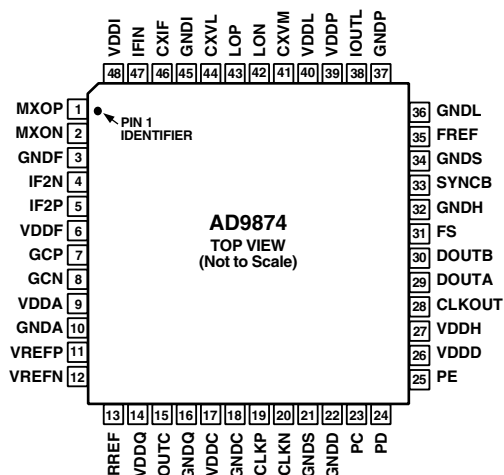 VDDI
IFIN
CXIF
GNDI
CXVL
LOP
LON
CXVM
VDDL
VDDP
IOUTL
GNDP
48 47 46 45 44 43 42 41 40 39 38 37
MXOP 1
MXON 2
GNDF 3
IF2N 4
IF2P 5
VDDF 6
GCP 7
GCN 8
VDDA 9
GNDA 10
VREFP 11
VREFN 12
PIN 1
IDENTIFIER
AD9874
TOP VIEW
(Not to Scale)
36 GNDL
35 FREF
34 GNDS
33 SYNCB
32 GNDH
31 FS
30 DOUTB
29 DOUTA
28 CLKOUT
27 VDDH
26 VDDD
25 PE
13 14 15 16 17 18 19 20 21 22 23 24
RREF
VDDQ
OUTC
GNDQ
VDDC
GNDC
CLKP
CLKN
GNDS
GNDD
PC
PD